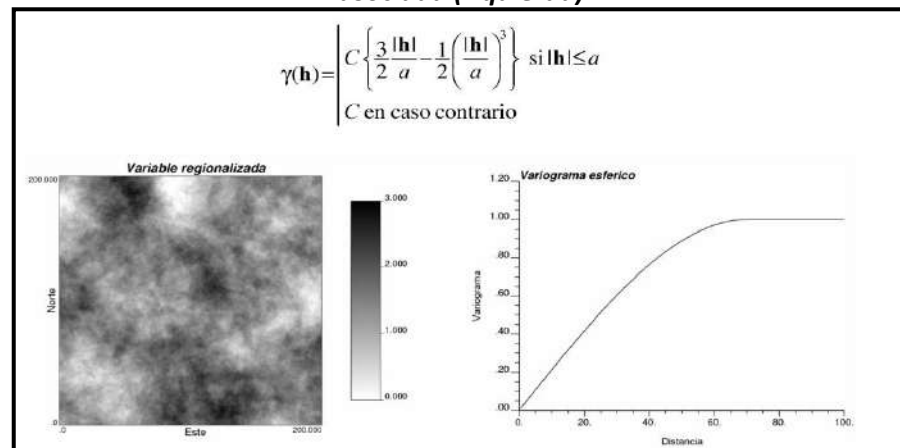 γ(h)= C { 3/2 |h|/a − 1/2 ( |h|/a )³ } si |h| ≤ a
C en caso contrario
Variable regionalizada
200.000
Norte
.0
.0
Este
200.000
3.000
2.000
1.000
0.000
Variograma esferico
1.20
1.00
.80
.60
.40
.20
.00
Variograma
0.
20.
40.
60.
80.
100.
Distancia